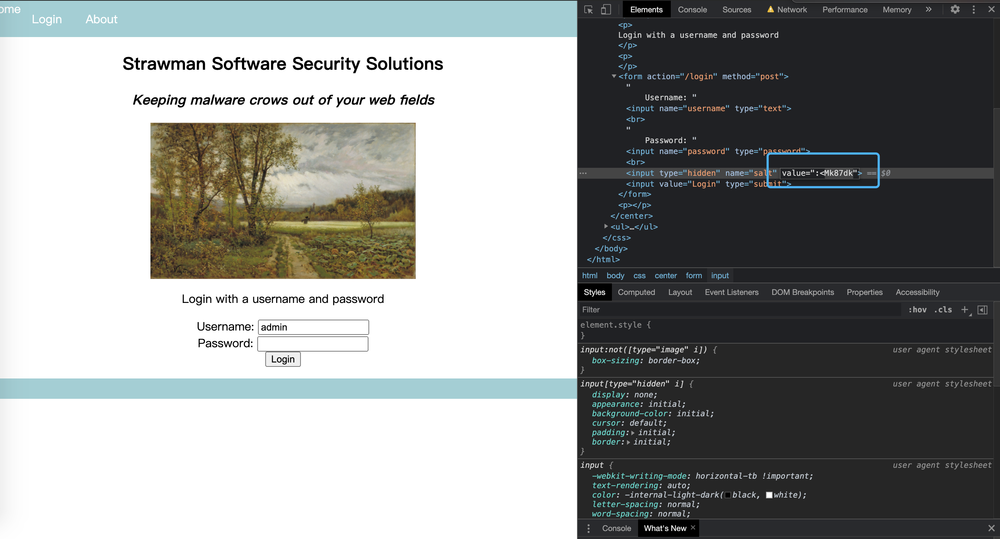 ome
Login About
Strawman Software Security Solutions
Keeping malware crows out of your web fields
Login with a username and password
Username: admin
Password:
Login
Elements Console Sources Network Performance Memory »
<p>
Login with a username and password
</p>
<p>
</p>
<form action="/login" method="post">
"
Username: "
<input name="username" type="text">
<br>
"
Password: "
<input name="password" type="password">
<br>
<input type="hidden" name="salt" value=":<Mk87dk"> == $0
<input value="Login" type="submit">
</form>
<p></p>
</center>
<ul>…</ul>
</css>
</body>
</html>
html body css center form input
Styles Computed Layout Event Listeners DOM Breakpoints Properties Accessibility
Filter :hov .cls +
element.style {
}
input:not([type="image" i]) { user agent stylesheet
box-sizing: border-box;
}
input[type="hidden" i] { user agent stylesheet
display: none;
appearance: initial;
background-color: initial;
cursor: default;
padding: initial;
border: initial;
}
input { user agent stylesheet
-webkit-writing-mode: horizontal-tb !important;
text-rendering: auto;
color: -internal-light-dark(black, white);
letter-spacing: normal;
word-spacing: normal;
Console What's New